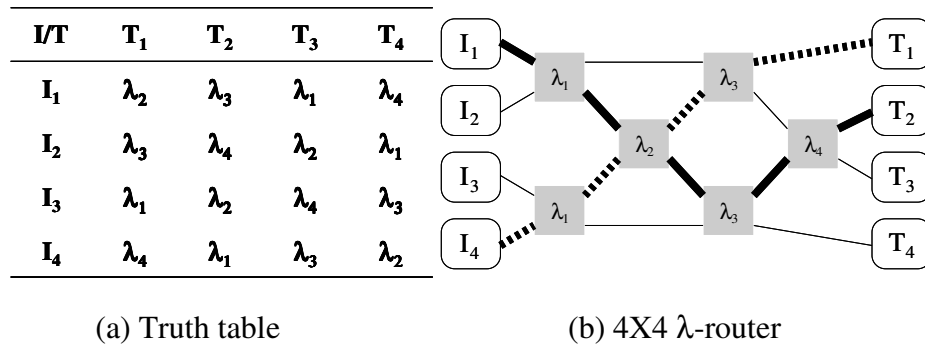 I/T T₁ T₂ T₃ T₄
I₁ λ₂ λ₃ λ₁ λ₄
I₂ λ₃ λ₄ λ₂ λ₁
I₃ λ₁ λ₂ λ₄ λ₃
I₄ λ₄ λ₁ λ₃ λ₂
(a) Truth table
I₁ T₁
λ₁ λ₃
I₂ T₂
λ₂ λ₄
I₃ T₃
λ₁ λ₃
I₄ T₄
(b) 4X4 λ-router